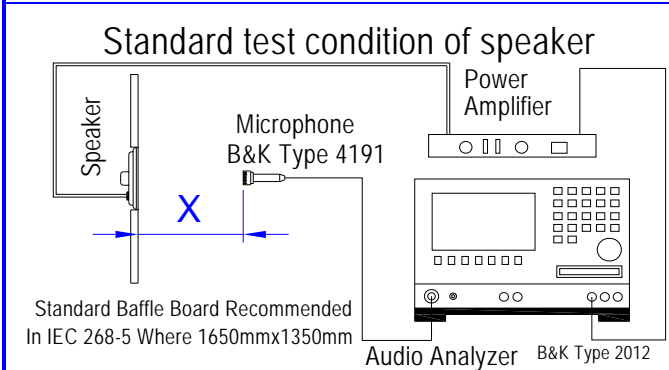 Standard test condition of speaker
Speaker
Power
Amplifier
Microphone
B&K Type 4191
X
Standard Baffle Board Recommended
In IEC 268-5 Where 1650mmx1350mm
Audio Analyzer
B&K Type 2012